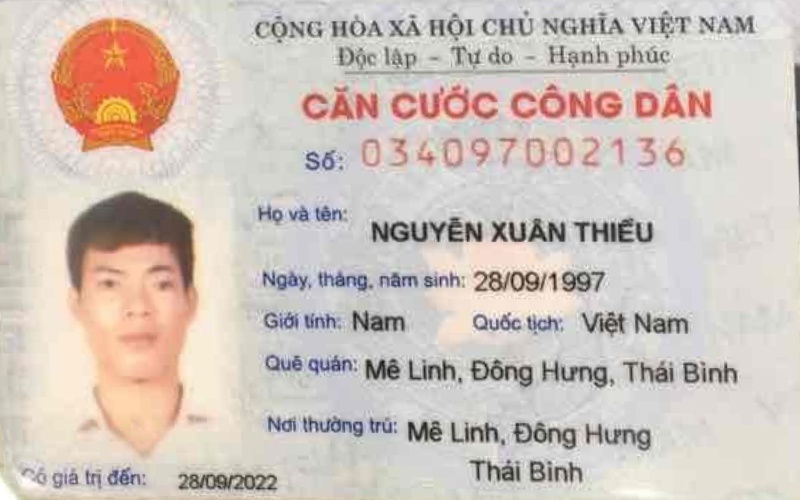 CỘNG HÒA XÃ HỘI CHỦ NGHĨA VIỆT NAM
Độc lập - Tự do - Hạnh phúc
CĂN CƯỚC CÔNG DÂN
Số: 034097002136
Họ và tên: NGUYỄN XUÂN THIỀU
Ngày, tháng, năm sinh: 28/09/1997
Giới tính: Nam Quốc tịch: Việt Nam
Quê quán: Mê Linh, Đông Hưng, Thái Bình
Nơi thường trú: Mê Linh, Đông Hưng
Thái Bình
Có giá trị đến: 28/09/2022